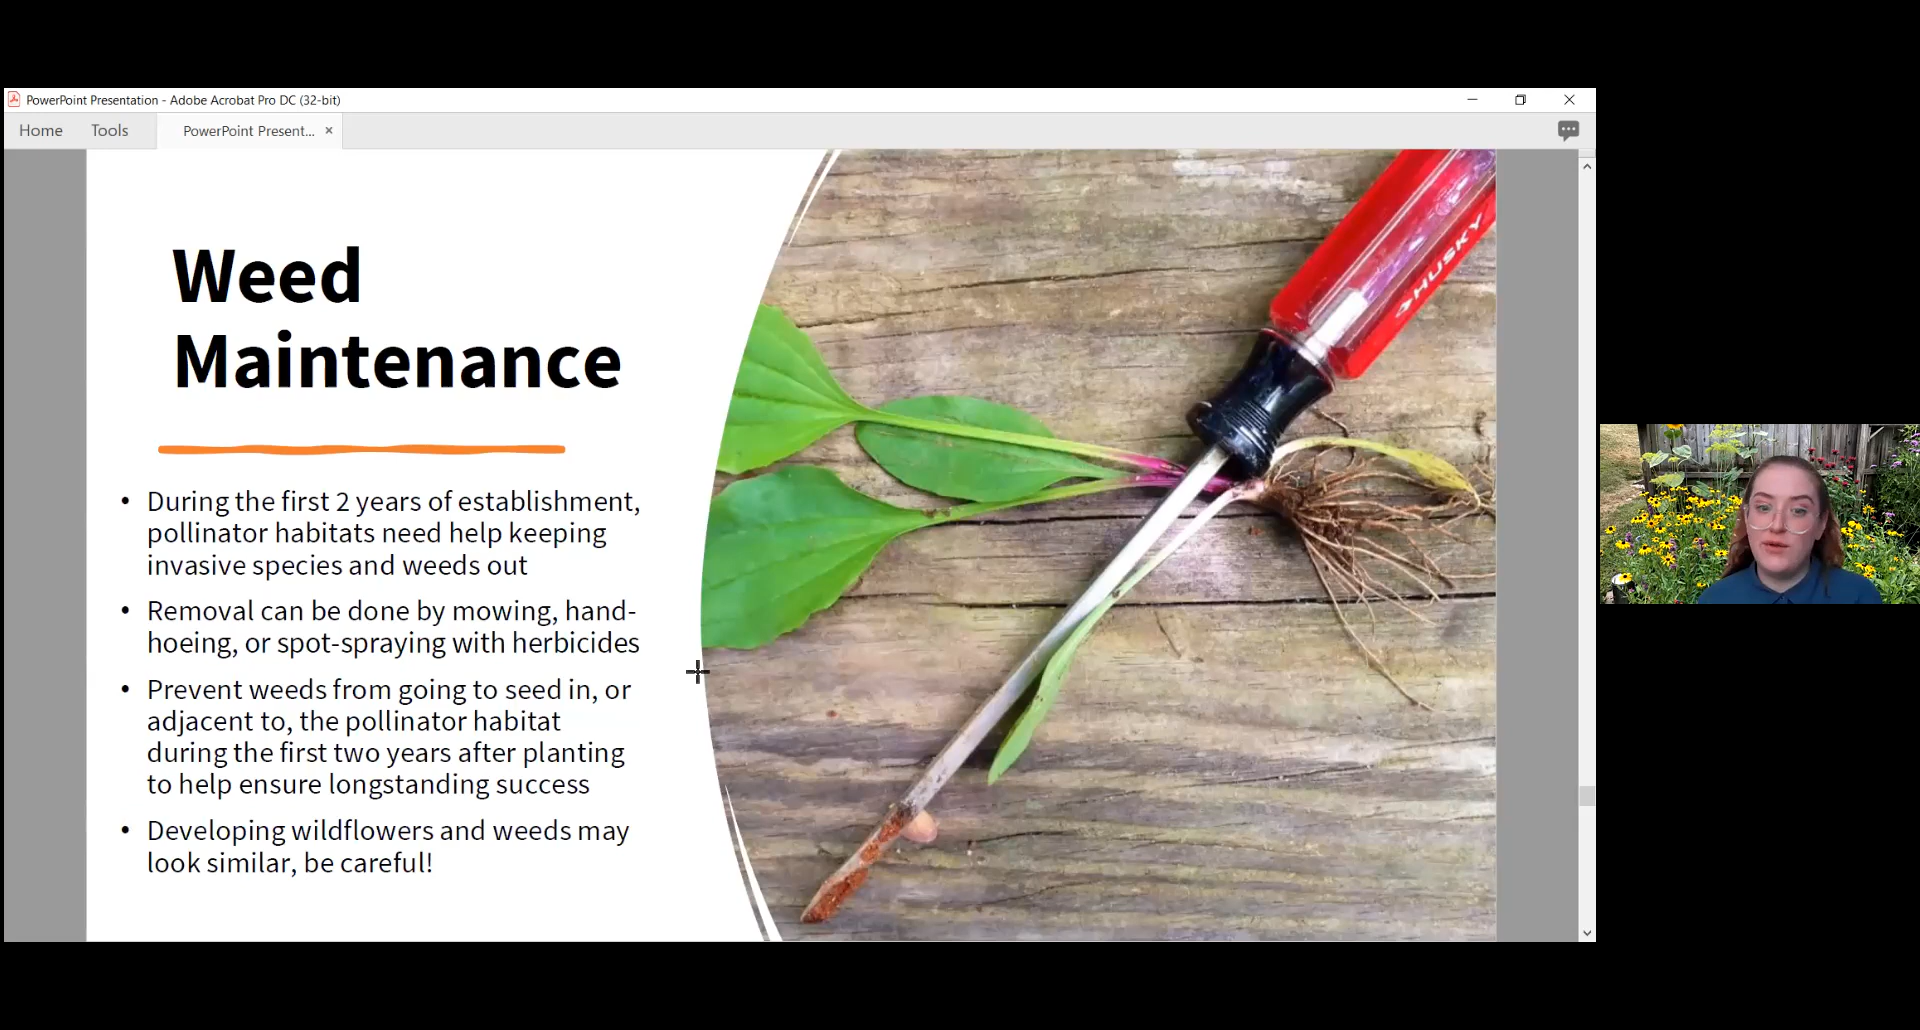 PowerPoint Presentation - Adobe Acrobat Pro DC (32-bit)
Home Tools PowerPoint Present... ×
Weed
Maintenance
HUSKY
• During the first 2 years of establishment,
pollinator habitats need help keeping
invasive species and weeds out
• Removal can be done by mowing, hand-
hoeing, or spot-spraying with herbicides
• Prevent weeds from going to seed in, or
adjacent to, the pollinator habitat
during the first two years after planting
to help ensure longstanding success
• Developing wildflowers and weeds may
look similar, be careful!